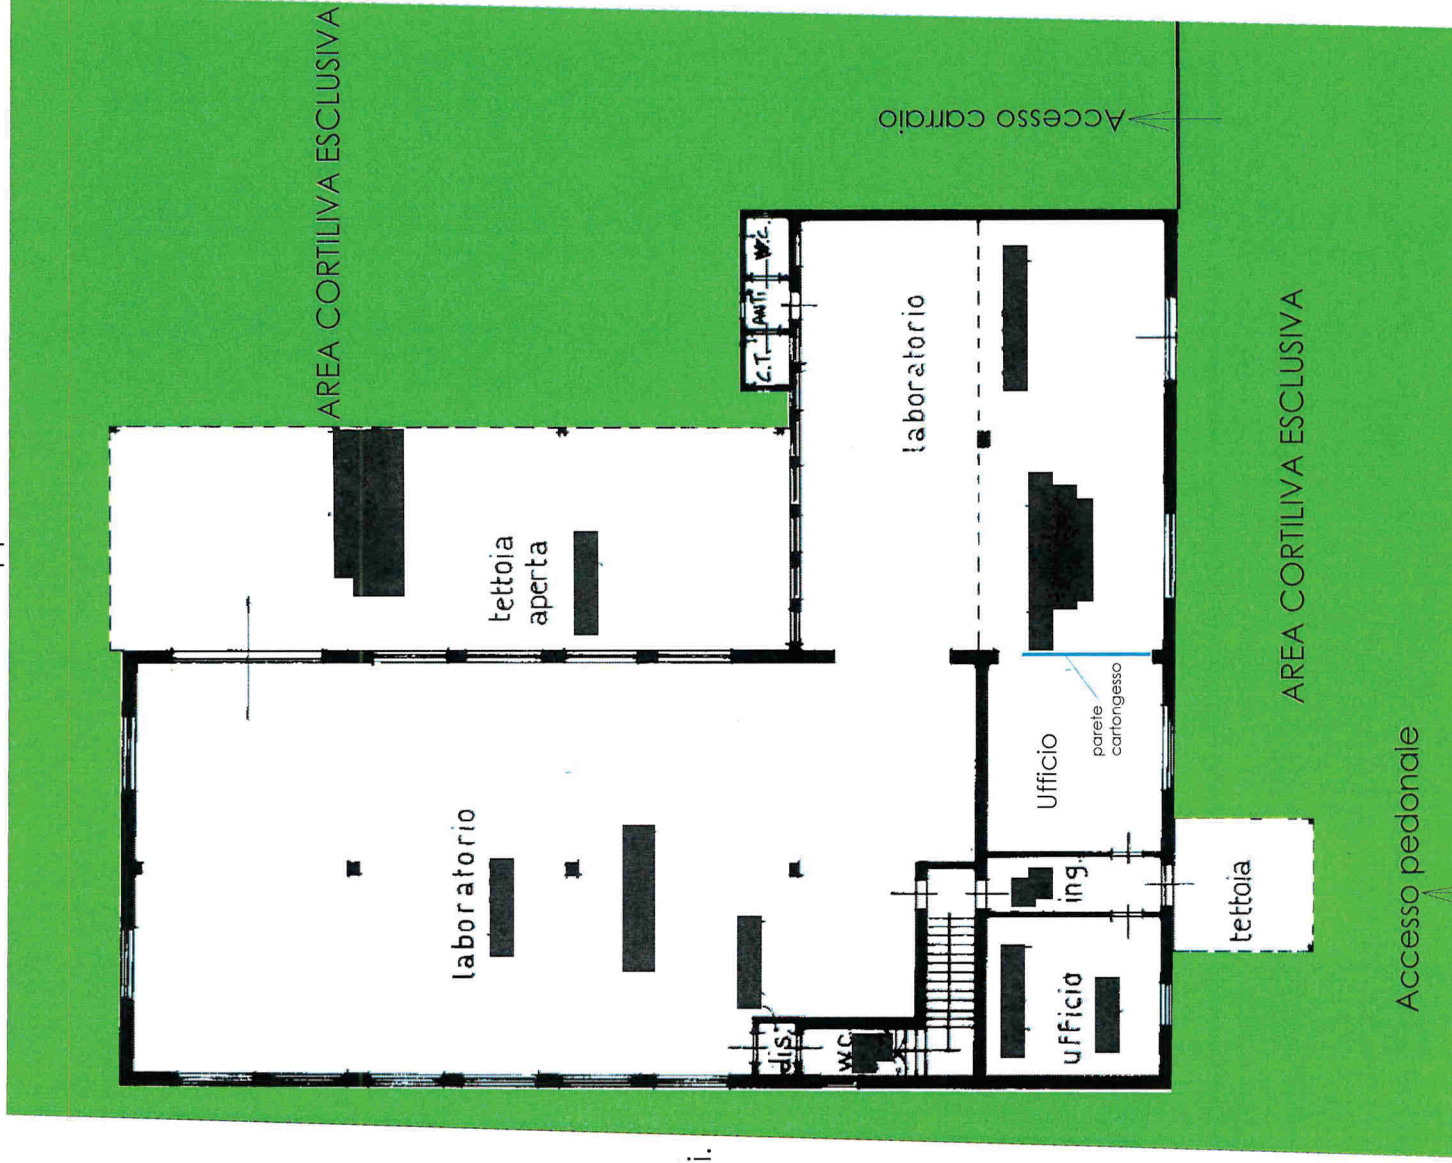 AREA CORTILIVA ESCLUSIVA
Accesso carraio
C.T.
ANTI
W.C.
tettoia
aperta
laboratorio
laboratorio
AREA CORTILIVA ESCLUSIVA
parete
cartongesso
Ufficio
ing.
dis.
wc
ufficio
tettoia
Accesso pedonale
i.